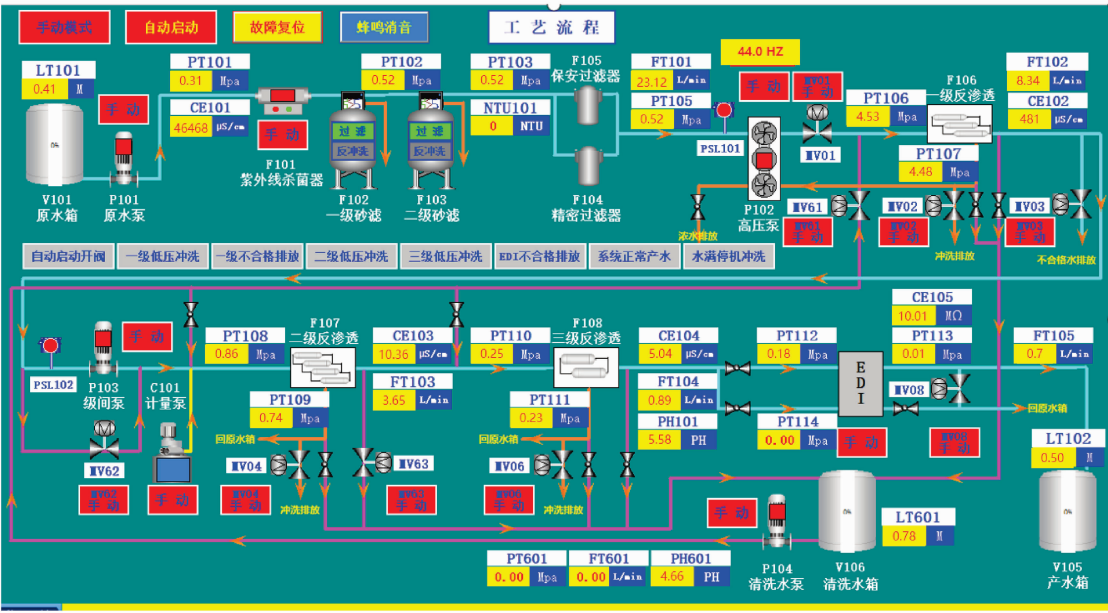 手动模式
自动启动
故障复位
蜂鸣消音
工 艺 流 程
LT101
0.41 M
手 动
V101
原水箱
P101
原水泵
PT101
0.31 Mpa
CE101
46468 μS/cm
手 动
F101
紫外线杀菌器
PT102
0.52 Mpa
过 滤
反冲洗
F102
一级砂滤
过 滤
反冲洗
F103
二级砂滤
PT103
0.52 Mpa
NTU101
0 NTU
F105
保安过滤器
F104
精密过滤器
FT101
23.12 L/min
PT105
0.52 Mpa
44.0 HZ
手 动
PSL101
P102
高压泵
浓水排放
MV01
手 动
MV01
PT106
4.53 Mpa
F106
一级反渗透
PT107
4.48 Mpa
FT102
8.34 L/min
CE102
481 μS/cm
MV61
MV61
手 动
MV02
MV02
手 动
冲洗排放
MV03
MV03
手 动
不合格水排放
自动启动开阀
一级低压冲洗
一级不合格排放
二级低压冲洗
三级低压冲洗
EDI不合格排放
系统正常产水
水满停机冲洗
PSL102
手 动
P103
级间泵
C101
计量泵
MV62
MV62
手 动
手 动
PT108
0.86 Mpa
F107
二级反渗透
PT109
0.74 Mpa
回原水箱
MV04
MV04
手 动
冲洗排放
CE103
10.36 μS/cm
FT103
3.65 L/min
MV63
MV63
手 动
PT110
0.25 Mpa
F108
三级反渗透
PT111
0.23 Mpa
回原水箱
MV06
MV06
手 动
冲洗排放
CE104
5.04 μS/cm
FT104
0.89 L/min
PH101
5.58 PH
PT112
0.18 Mpa
PT114
0.00 Mpa
EDI
手 动
CE105
10.01 MΩ
PT113
0.01 Mpa
MV08
MV08
手 动
FT105
0.7 L/min
回原水箱
LT102
0.50 M
0%
V105
产水箱
手 动
P104
清洗水泵
0%
V106
清洗水箱
LT601
0.78 M
PT601
0.00 Mpa
FT601
0.00 L/min
PH601
4.66 PH